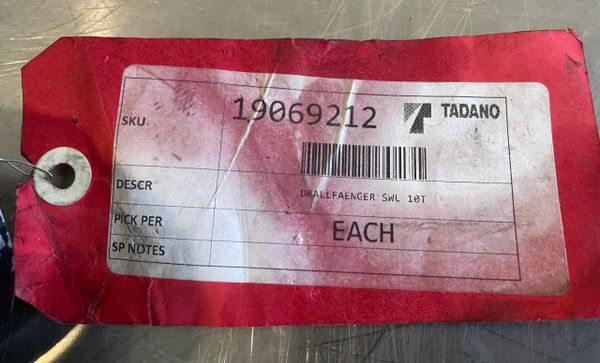 SKU 19069212 TADANO
DESCR DRALLFAENGER SWL 10T
PICK PER EACH
SP NOTES